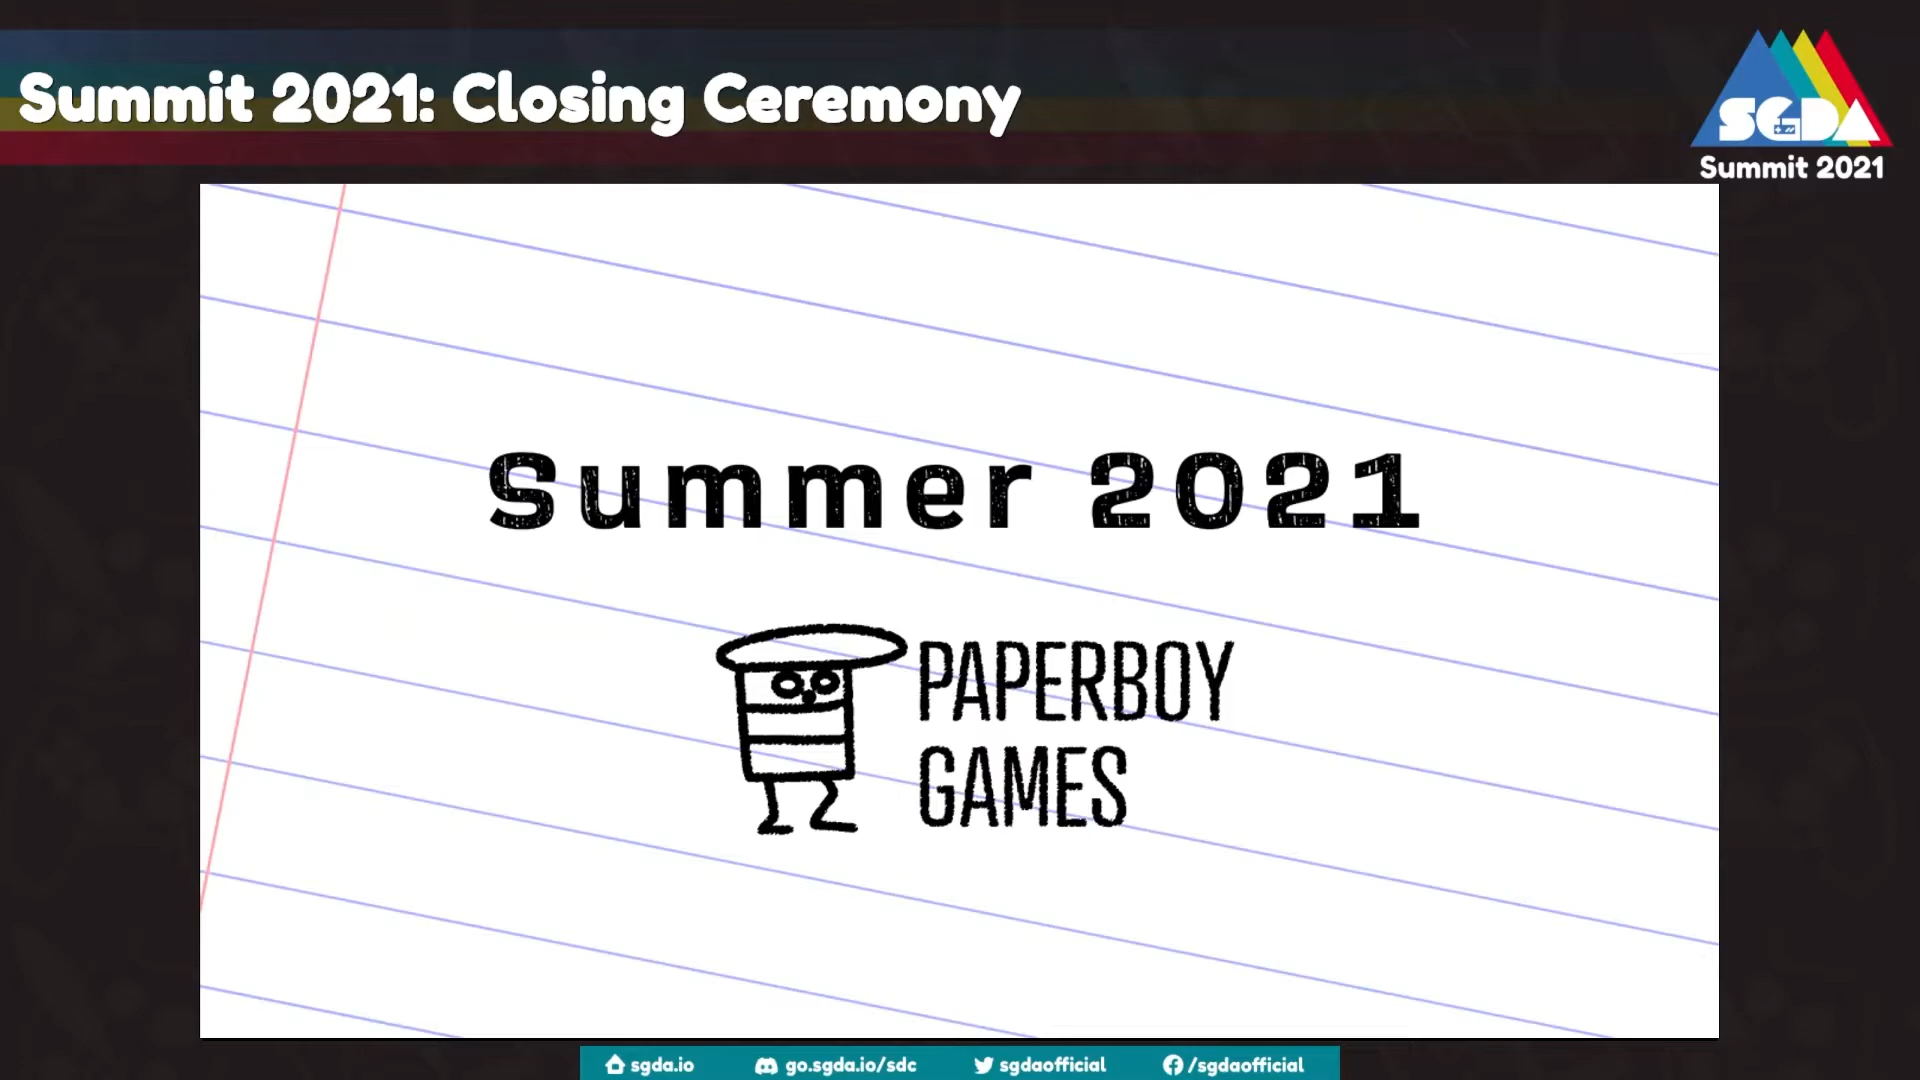 Summit 2021: Closing Ceremony
SGDA
Summit 2021
Summer 2021
PAPERBOY
GAMES
sgda.io
go.sgda.io/sdc
sgdaofficial
/sgdaofficial